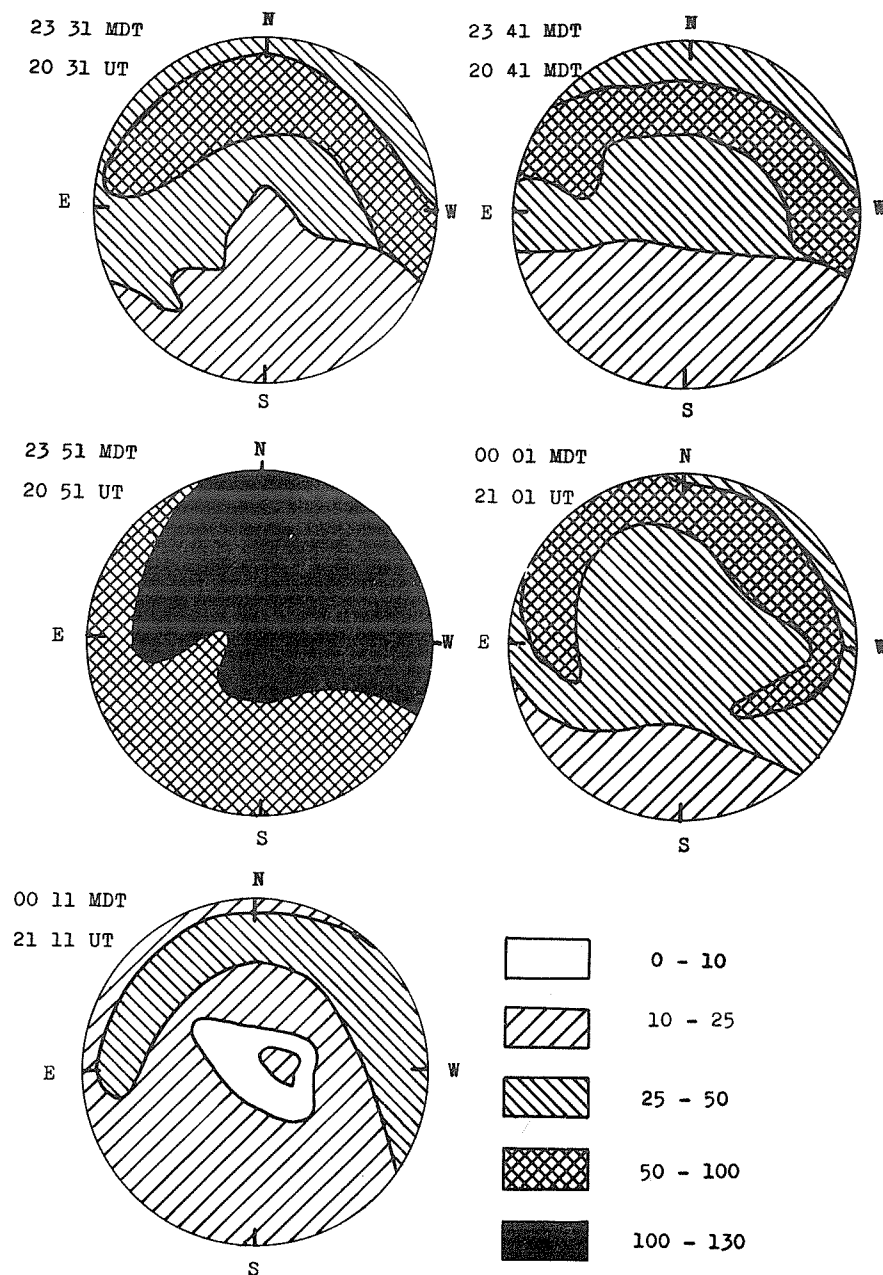 23 31 MDT
20 31 UT
N
E
W
S
23 41 MDT
20 41 MDT
N
E
W
S
23 51 MDT
20 51 UT
N
E
W
S
00 01 MDT
21 01 UT
N
E
W
S
00 11 MDT
21 11 UT
N
E
W
S
0 - 10
10 - 25
25 - 50
50 - 100
100 - 130